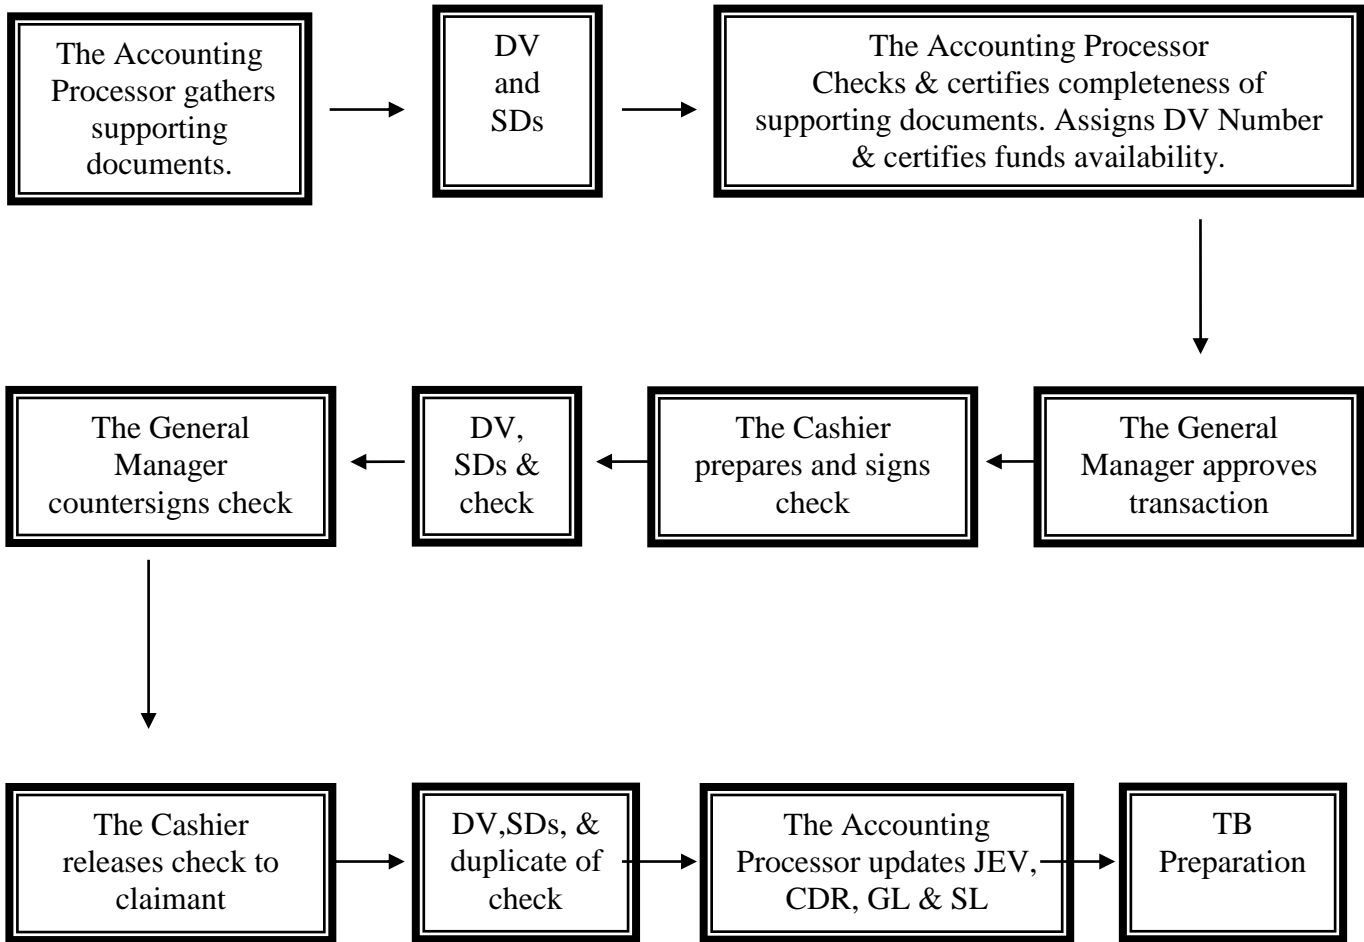 The Accounting
Processor gathers
supporting
documents.
DV
and
SDs
The Accounting Processor
Checks & certifies completeness of
supporting documents. Assigns DV Number
& certifies funds availability.
The General
Manager approves
transaction
The Cashier
prepares and signs
check
DV,
SDs &
check
The General
Manager
countersigns check
The Cashier
releases check to
claimant
DV,SDs, &
duplicate of
check
The Accounting
Processor updates JEV,
CDR, GL & SL
TB
Preparation